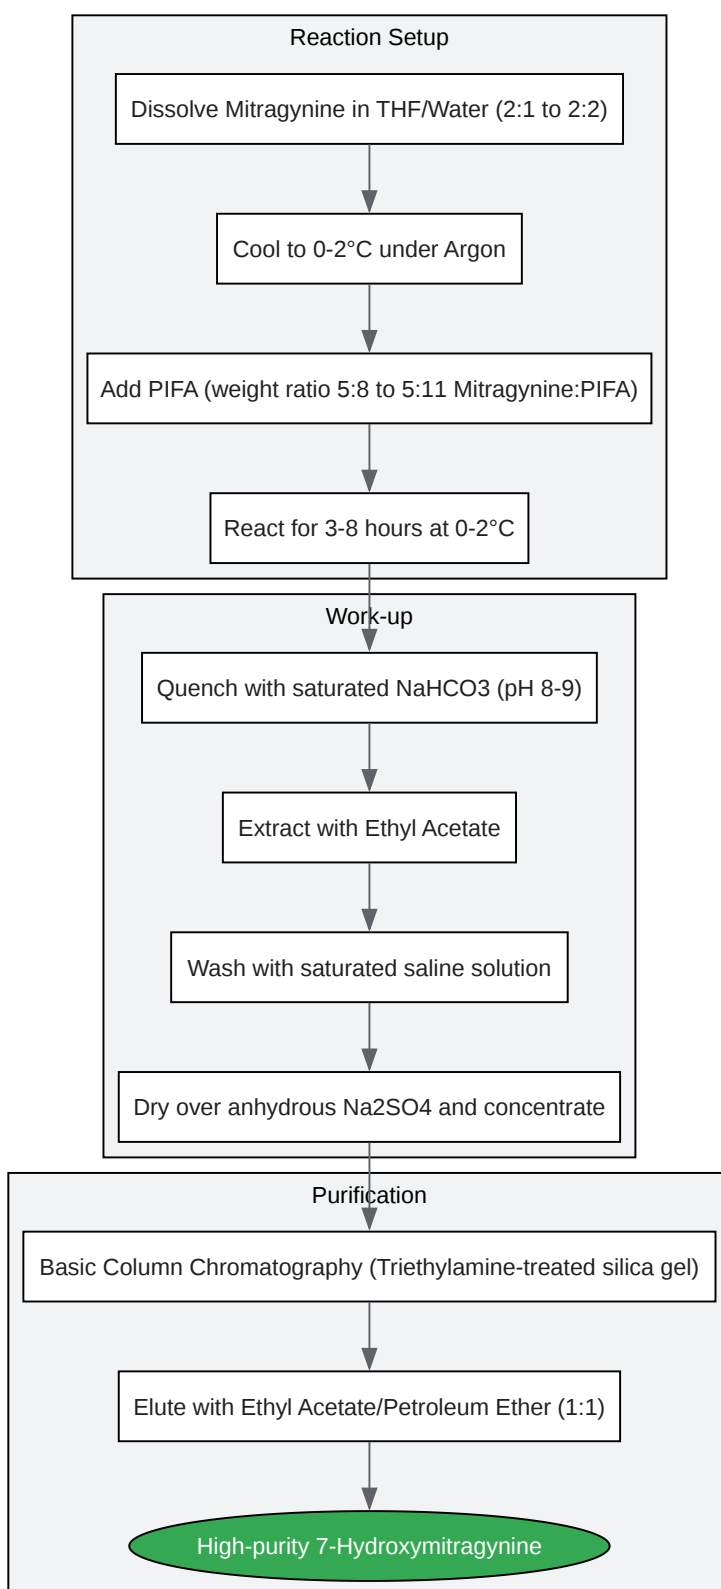 Reaction Setup
Dissolve Mitragynine in THF/Water (2:1 to 2:2)
Cool to 0-2°C under Argon
Add PIFA (weight ratio 5:8 to 5:11 Mitragynine:PIFA)
React for 3-8 hours at 0-2°C
Work-up
Quench with saturated NaHCO3 (pH 8-9)
Extract with Ethyl Acetate
Wash with saturated saline solution
Dry over anhydrous Na2SO4 and concentrate
Purification
Basic Column Chromatography (Triethylamine-treated silica gel)
Elute with Ethyl Acetate/Petroleum Ether (1:1)
High-purity 7-Hydroxymitragynine